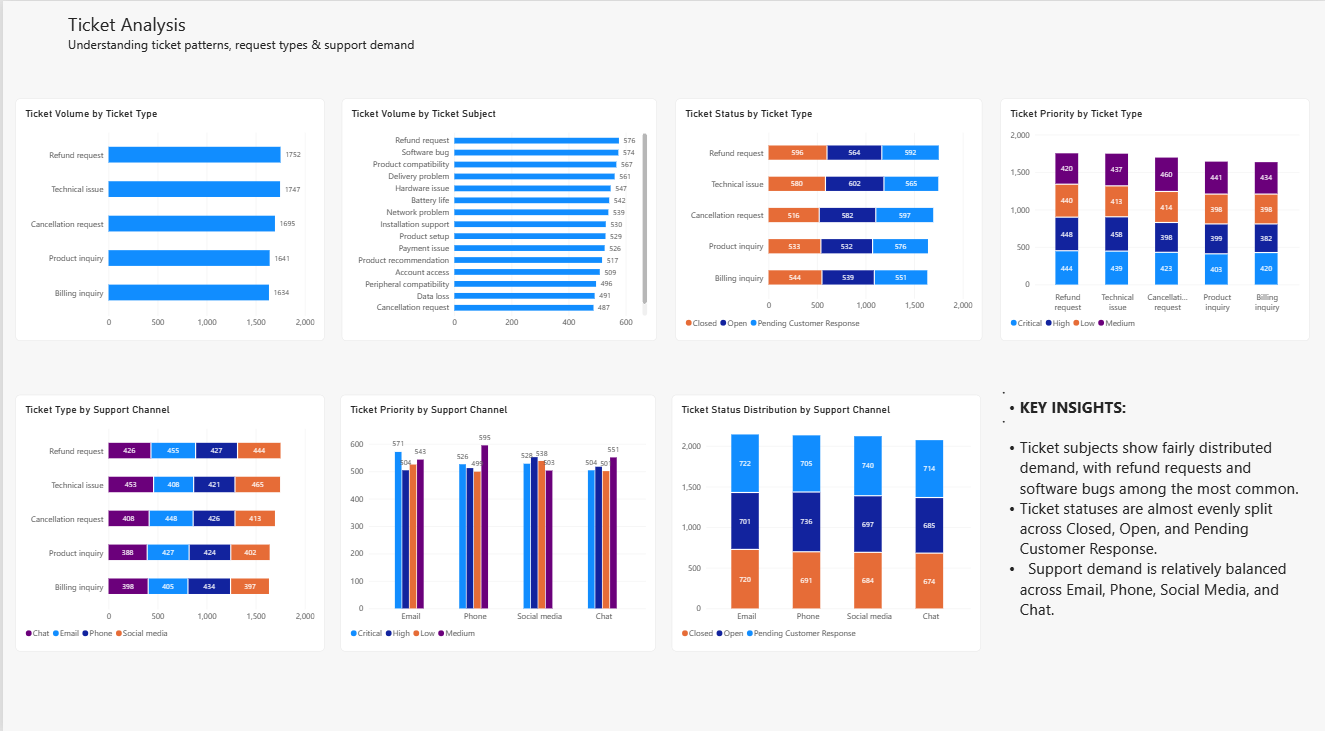 Ticket Analysis
Understanding ticket patterns, request types & support demand
Ticket Volume by Ticket Type
Refund request 1752
Technical issue 1747
Cancellation request 1695
Product inquiry 1641
Billing inquiry 1634
0 500 1,000 1,500 2,000
Ticket Volume by Ticket Subject
Refund request 576
Software bug 574
Product compatibility 567
Delivery problem 561
Hardware issue 547
Battery life 542
Network problem 539
Installation support 530
Product setup 529
Payment issue 526
Product recommendation 517
Account access 509
Peripheral compatibility 496
Data loss 491
Cancellation request 487
0 200 400 600
Ticket Status by Ticket Type
Refund request 596 564 592
Technical issue 580 602 565
Cancellation request 516 582 597
Product inquiry 533 532 576
Billing inquiry 544 539 551
0 500 1,000 1,500 2,000
Closed Open Pending Customer Response
Ticket Priority by Ticket Type
2,000
1,500
1,000
500
0
420 437 460 441 434
440 413 414 398 398
448 458 398 399 382
444 439 423 403 420
Refund Technical Cancellati... Product Billing
request issue request inquiry inquiry
Critical High Low Medium
Ticket Type by Support Channel
Refund request 426 455 427 444
Technical issue 453 408 421 465
Cancellation request 408 448 426 413
Product inquiry 388 427 424 402
Billing inquiry 398 405 434 397
0 500 1,000 1,500 2,000
Chat Email Phone Social media
Ticket Priority by Support Channel
600
500
400
300
200
100
0
571 504 543
526 595
528 538 503
504 551
Email Phone Social media Chat
Critical High Low Medium
Ticket Status Distribution by Support Channel
2,000
1,500
1,000
500
0
722 705 740 714
701 736 697 685
720 691 684 674
Email Phone Social media Chat
Closed Open Pending Customer Response
• KEY INSIGHTS:
• Ticket subjects show fairly distributed
demand, with refund requests and
software bugs among the most common.
• Ticket statuses are almost evenly split
across Closed, Open, and Pending
Customer Response.
• Support demand is relatively balanced
across Email, Phone, Social Media, and
Chat.